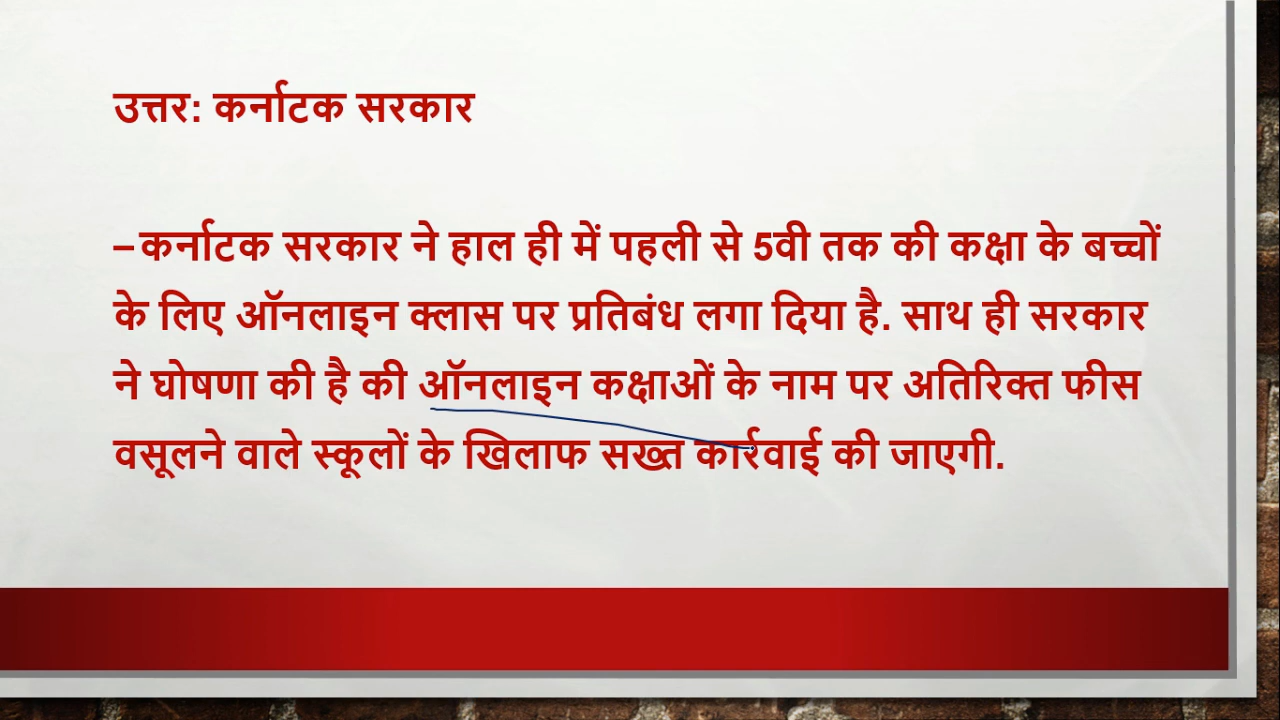 उत्तर: कर्नाटक सरकार
–कर्नाटक सरकार ने हाल ही में पहली से 5वी तक की कक्षा के बच्चों
के लिए ऑनलाइन क्लास पर प्रतिबंध लगा दिया है. साथ ही सरकार
ने घोषणा की है की ऑनलाइन कक्षाओं के नाम पर अतिरिक्त फीस
वसूलने वाले स्कूलों के खिलाफ सख्त कार्रवाई की जाएगी.